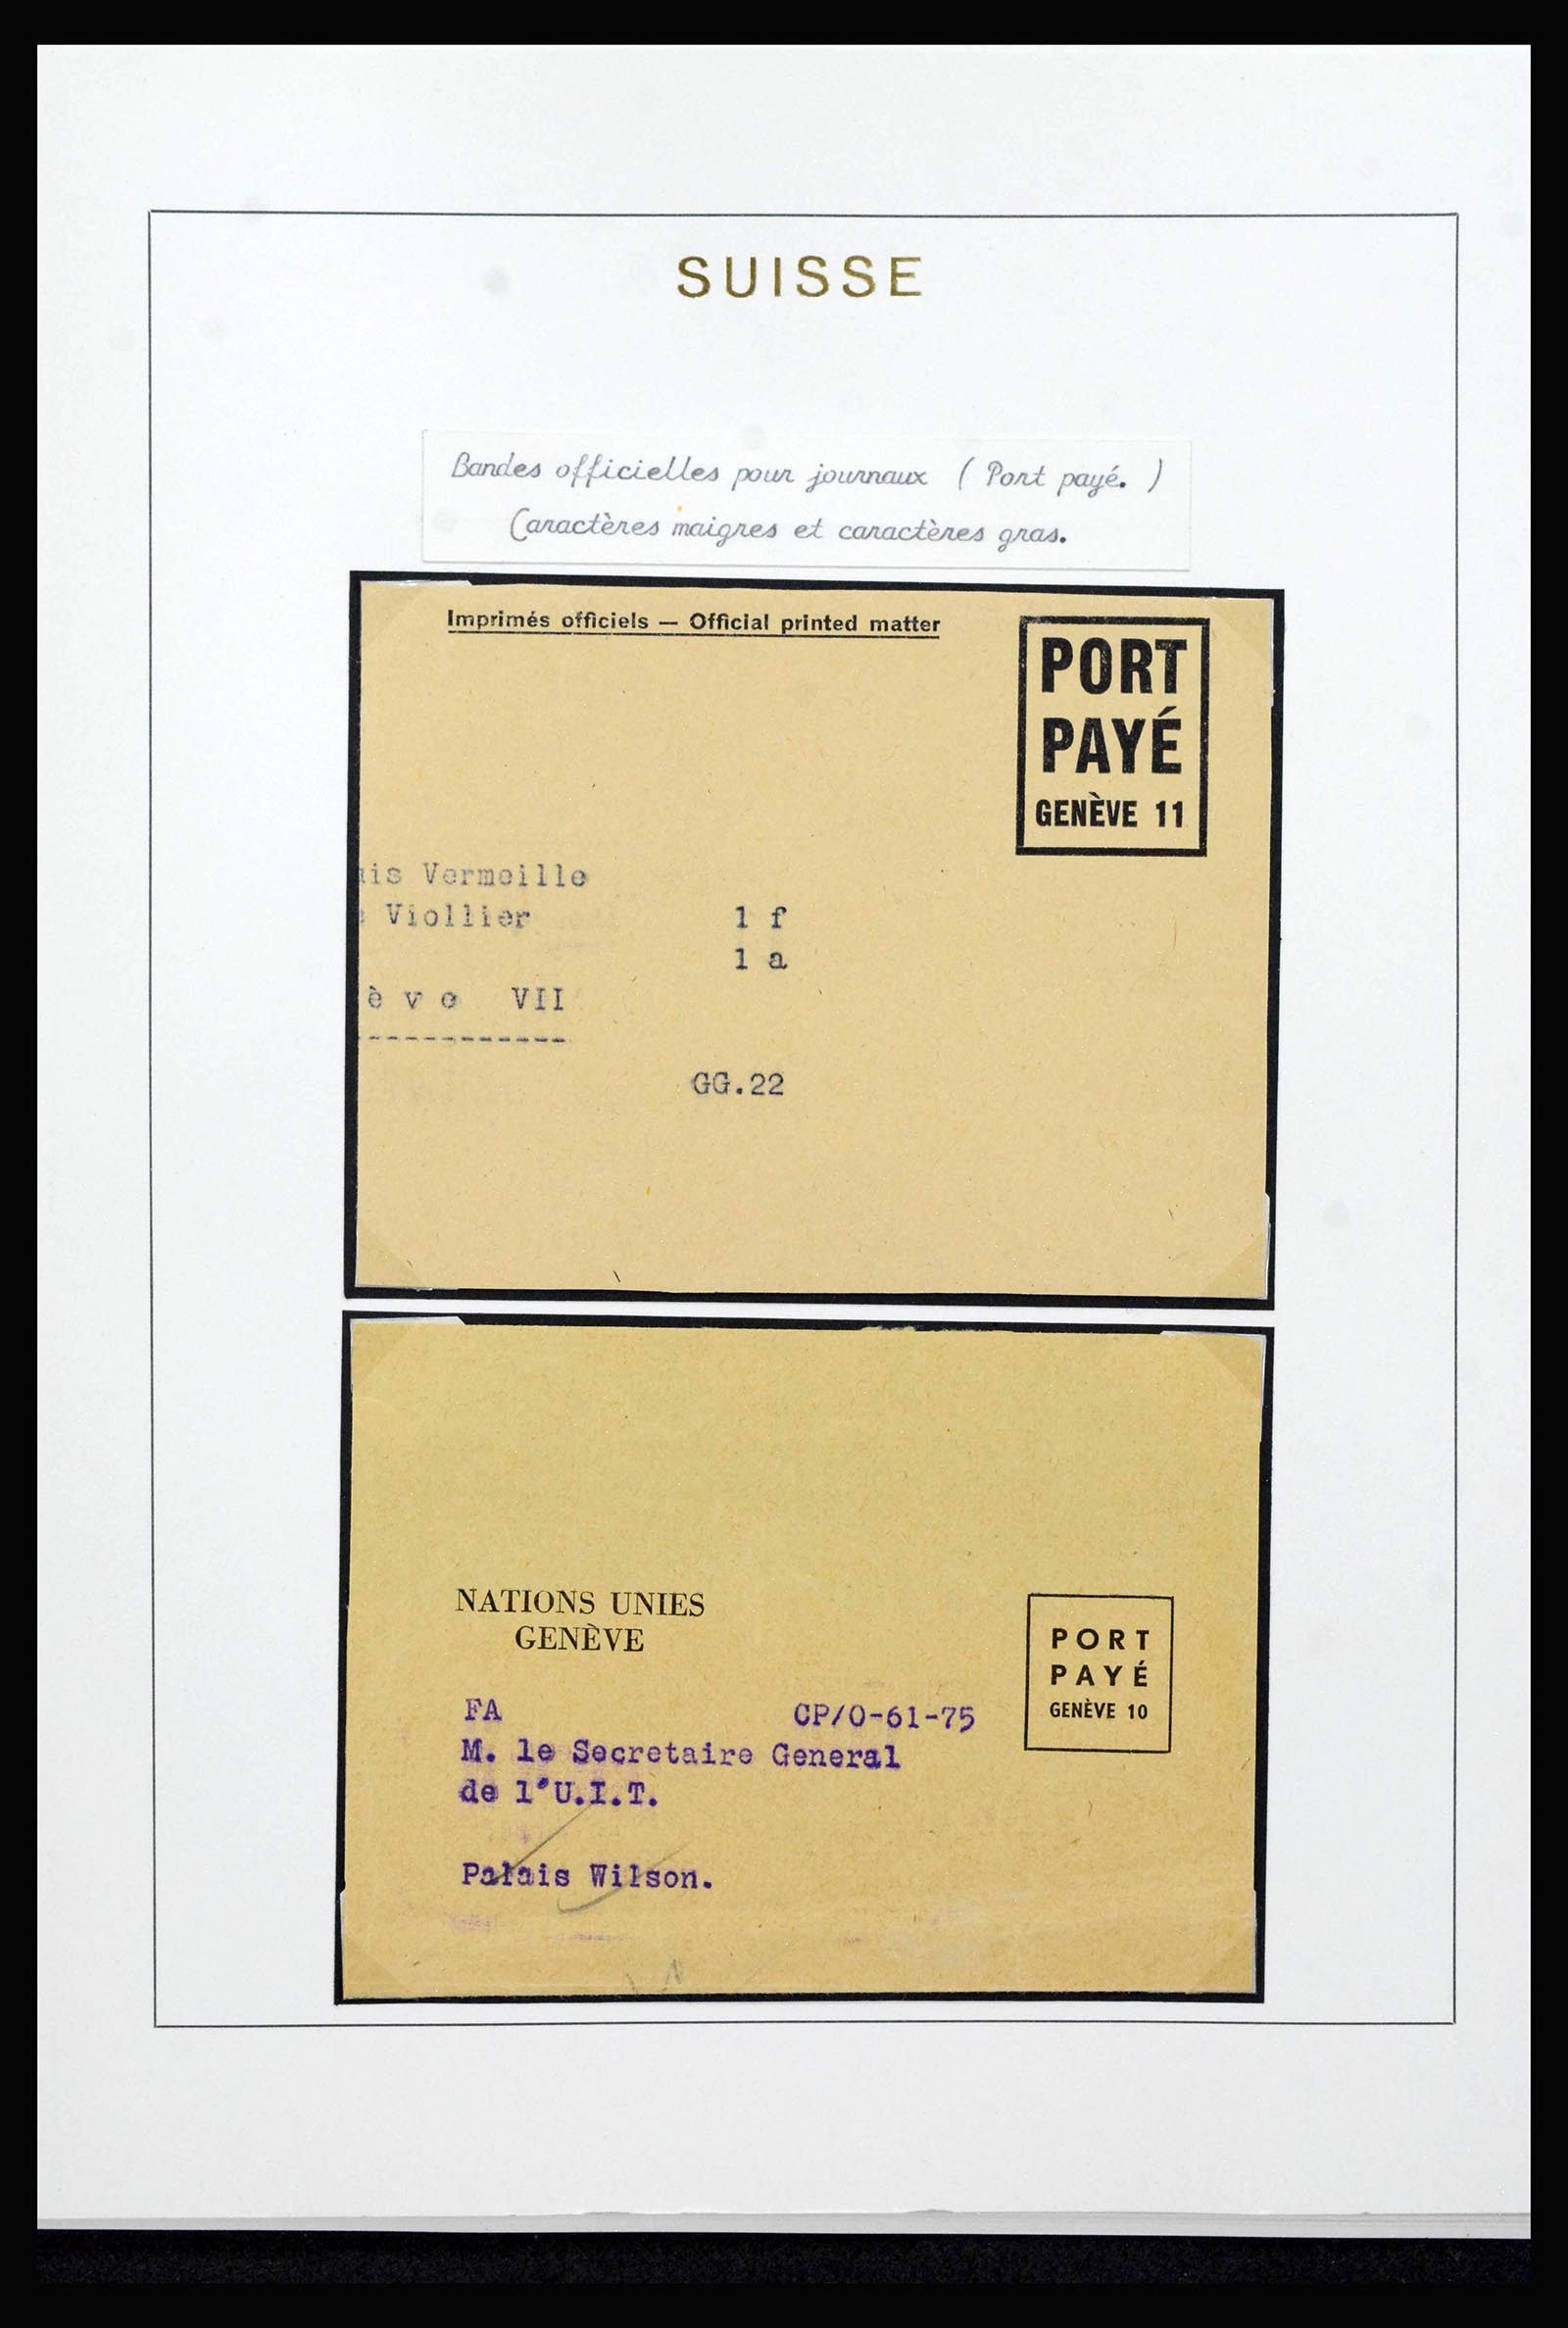 SUISSE
Bandes officielles pour journaux ( Port payé. )
Caractères maigres et caractères gras.
Imprimés officiels — Official printed matter
PORT
PAYÉ
GENÈVE 11
is Vermeille
Viollier 1 f
1 a
ève VII
GG.22
NATIONS UNIES
GENÈVE
PORT
PAYÉ
GENÈVE 10
FA CP/O-61-75
M. le Secretaire General
de l'U.I.T.
Palais Wilson.